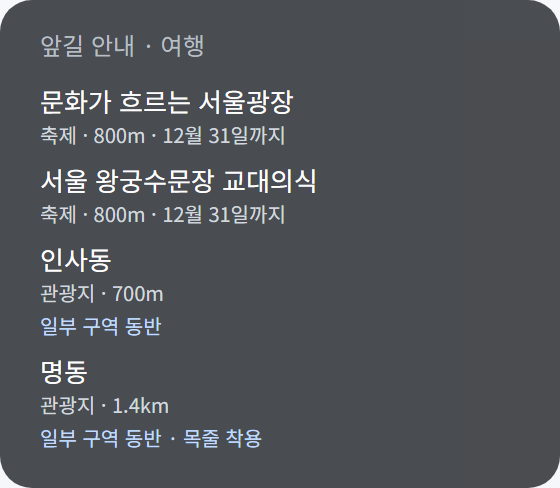 앞길 안내 · 여행
문화가 흐르는 서울광장
축제 · 800m · 12월 31일까지
서울 왕궁수문장 교대의식
축제 · 800m · 12월 31일까지
인사동
관광지 · 700m
일부 구역 동반
명동
관광지 · 1.4km
일부 구역 동반 · 목줄 착용